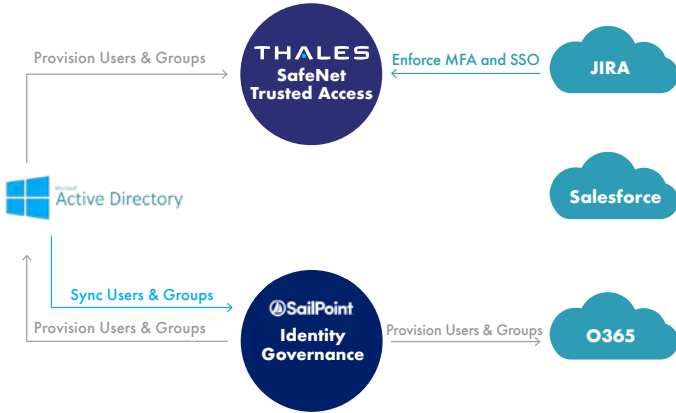 Provision Users & Groups
THALES
SafeNet
Trusted Access
Enforce MFA and SSO
JIRA
Microsoft
Active Directory
Salesforce
Sync Users & Groups
Provision Users & Groups
SailPoint
Identity
Governance
Provision Users & Groups
O365